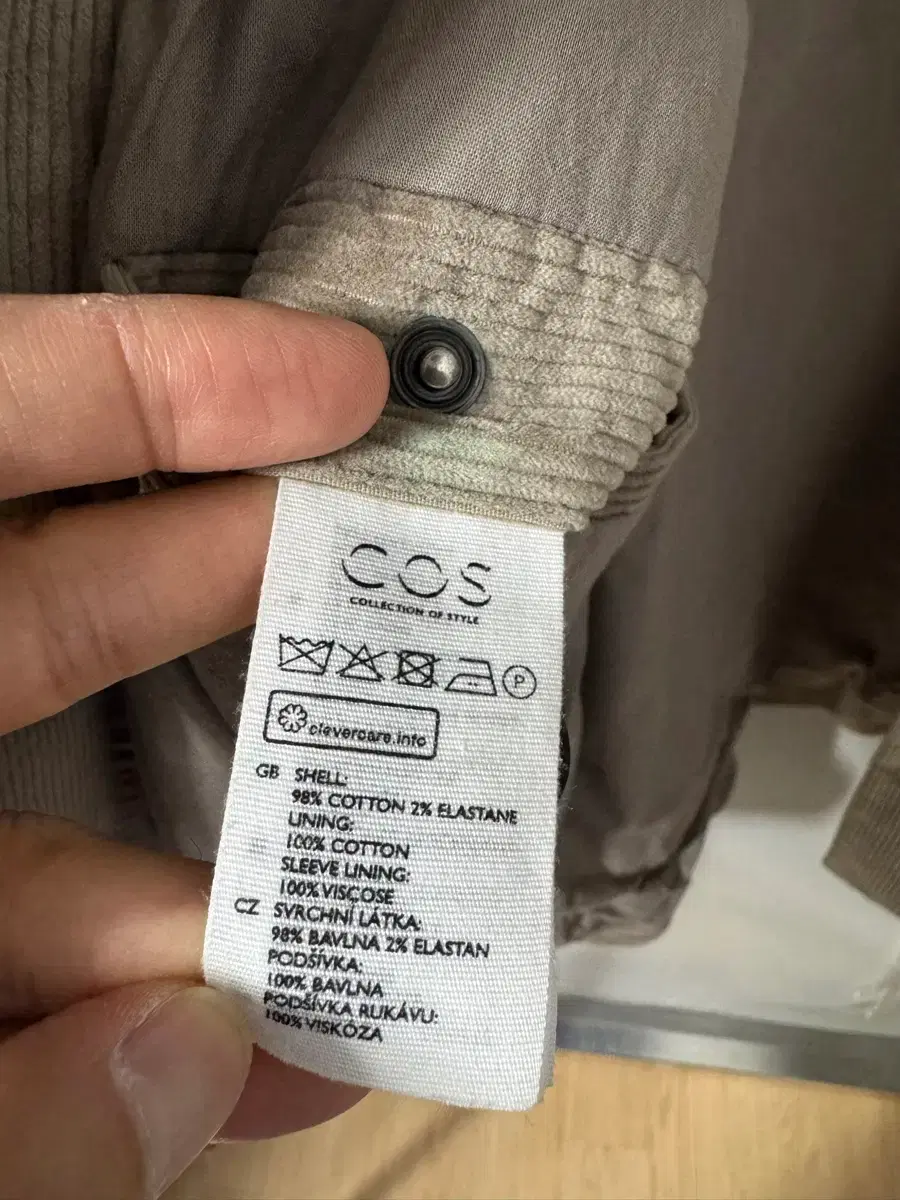 COS
COLLECTION OF STYLE
P
clevercare.info
GB SHELL:
98% COTTON 2% ELASTANE
LINING:
100% COTTON
SLEEVE LINING:
100% VISCOSE
CZ SVRCHNÍ LÁTKA:
98% BAVLNA 2% ELASTAN
PODŠÍVKA:
100% BAVLNA
PODŠÍVKA RUKÁVU:
100% VISKÓZA